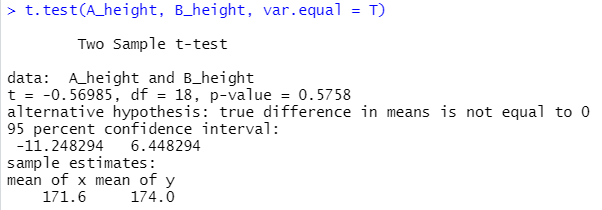 > t.test(A_height, B_height, var.equal = T)
Two Sample t-test
data:  A_height and B_height
t = -0.56985, df = 18, p-value = 0.5758
alternative hypothesis: true difference in means is not equal to 0
95 percent confidence interval:
 -11.248294   6.448294
sample estimates:
mean of x mean of y
    171.6     174.0